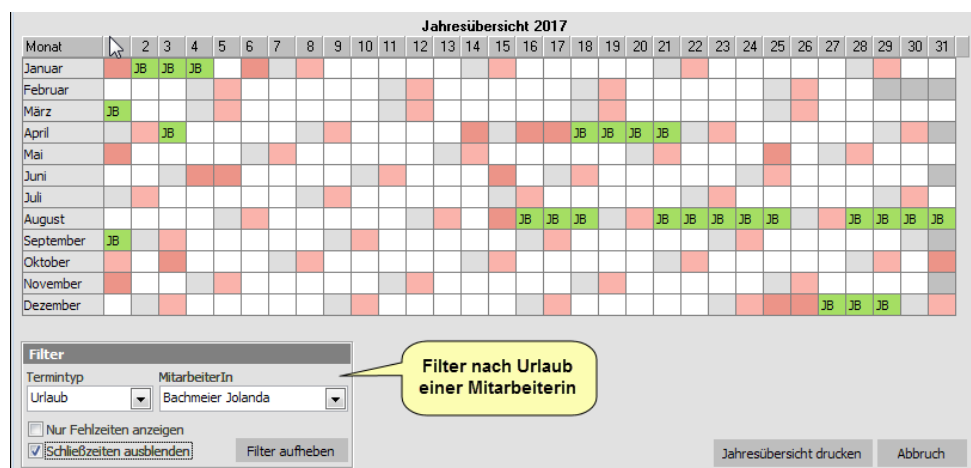 Jahresübersicht 2017
Monat 2 3 4 5 6 7 8 9 10 11 12 13 14 15 16 17 18 19 20 21 22 23 24 25 26 27 28 29 30 31
Januar JB JB JB
Februar
März JB
April JB JB JB JB JB
Mai
Juni
Juli
August JB JB JB JB JB JB JB JB JB JB JB JB
September JB
Oktober
November
Dezember JB JB JB
Filter
Termintyp MitarbeiterIn
Urlaub Bachmeier Jolanda
Nur Fehlzeiten anzeigen
Schließzeiten ausblenden Filter aufheben
Filter nach Urlaub
einer Mitarbeiterin
Jahresübersicht drucken Abbruch